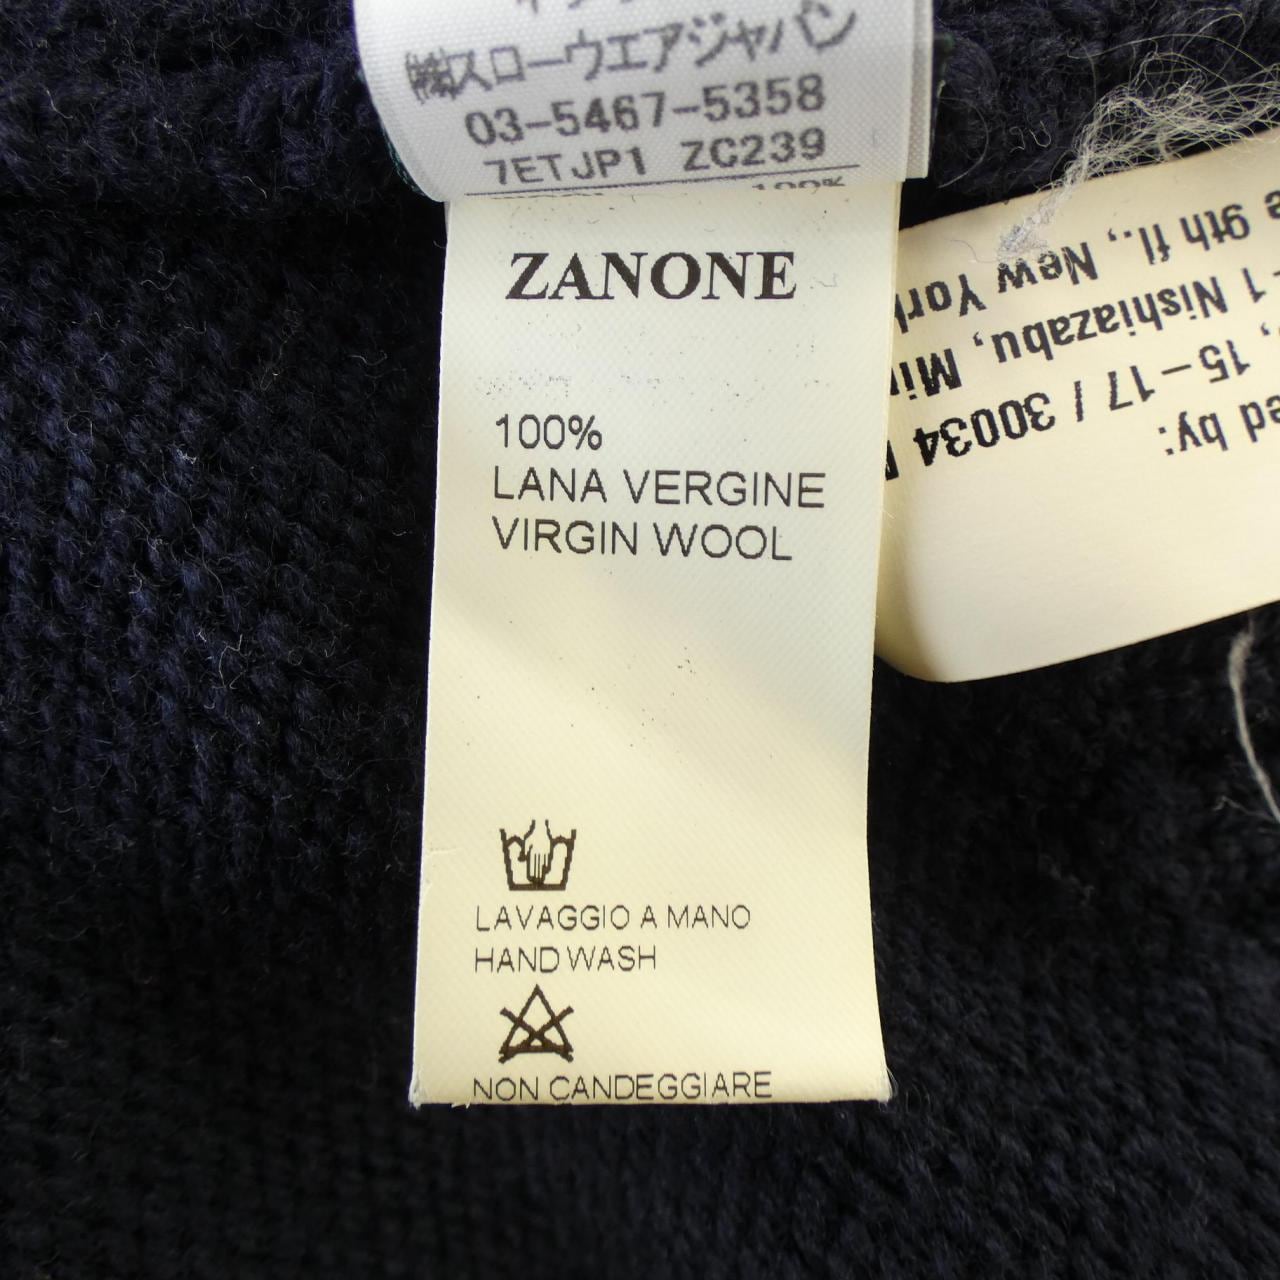 ㈱スローウエアジャパン
03-5467-5358
7ETJP1 ZC239
100%
ZANONE
100%
LANA VERGINE
VIRGIN WOOL
LAVAGGIO A MANO
HAND WASH
NON CANDEGGIARE
ed by:
, 15-17 / 30034
1 Nishiazabu,
9th fl., New York